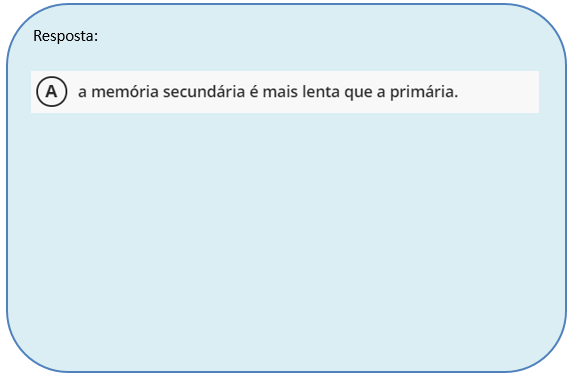 Resposta:
A a memória secundária é mais lenta que a primária.